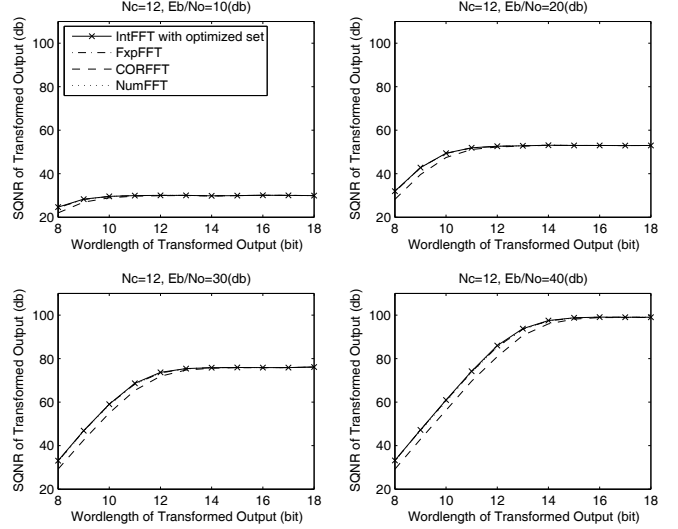 Nc=12, Eb/No=10(db)
SQNR of Transformed Output (db)
100
80
60
40
20
IntFFT with optimized set
FxpFFT
CORFFT
NumFFT
8 10 12 14 16 18
Wordlength of Transformed Output (bit)
Nc=12, Eb/No=20(db)
SQNR of Transformed Output (db)
100
80
60
40
20
8 10 12 14 16 18
Wordlength of Transformed Output (bit)
Nc=12, Eb/No=30(db)
SQNR of Transformed Output (db)
100
80
60
40
20
8 10 12 14 16 18
Wordlength of Transformed Output (bit)
Nc=12, Eb/No=40(db)
SQNR of Transformed Output (db)
100
80
60
40
20
8 10 12 14 16 18
Wordlength of Transformed Output (bit)